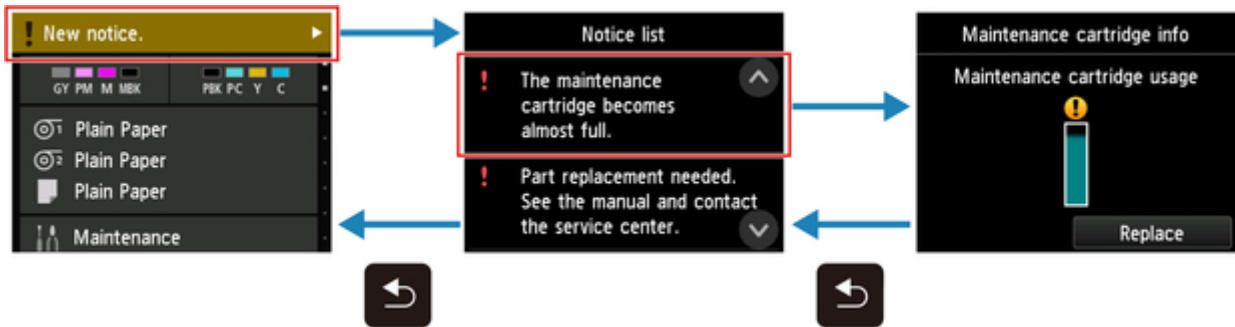 New notice.
GY PM M MBK PBK PC Y C
1 Plain Paper
2 Plain Paper
Plain Paper
Maintenance
Notice list
! The maintenance
cartridge becomes
almost full.
! Part replacement needed.
See the manual and contact
the service center.
Maintenance cartridge info
Maintenance cartridge usage
!
Replace